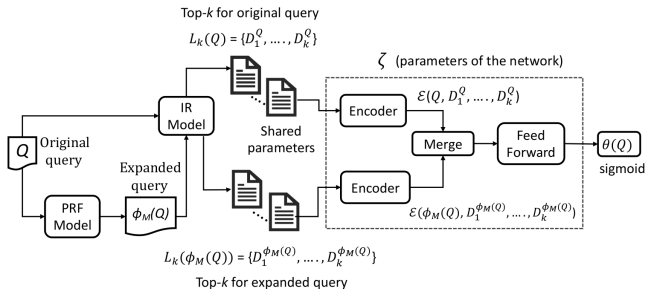 Top-k for original query
L_k(Q) = {D_1^Q, ...., D_k^Q}
ζ (parameters of the network)
IR Model
Encoder
ℰ(Q, D_1^Q, ...., D_k^Q)
Q
Original query
Shared parameters
Merge
Feed Forward
θ(Q)
sigmoid
Expanded query
PRF Model
ϕ_M(Q)
Encoder
ℰ(ϕ_M(Q), D_1^{ϕ_M(Q)}, ...., D_k^{ϕ_M(Q)})
L_k(ϕ_M(Q)) = {D_1^{ϕ_M(Q)}, ...., D_k^{ϕ_M(Q)}}
Top-k for expanded query